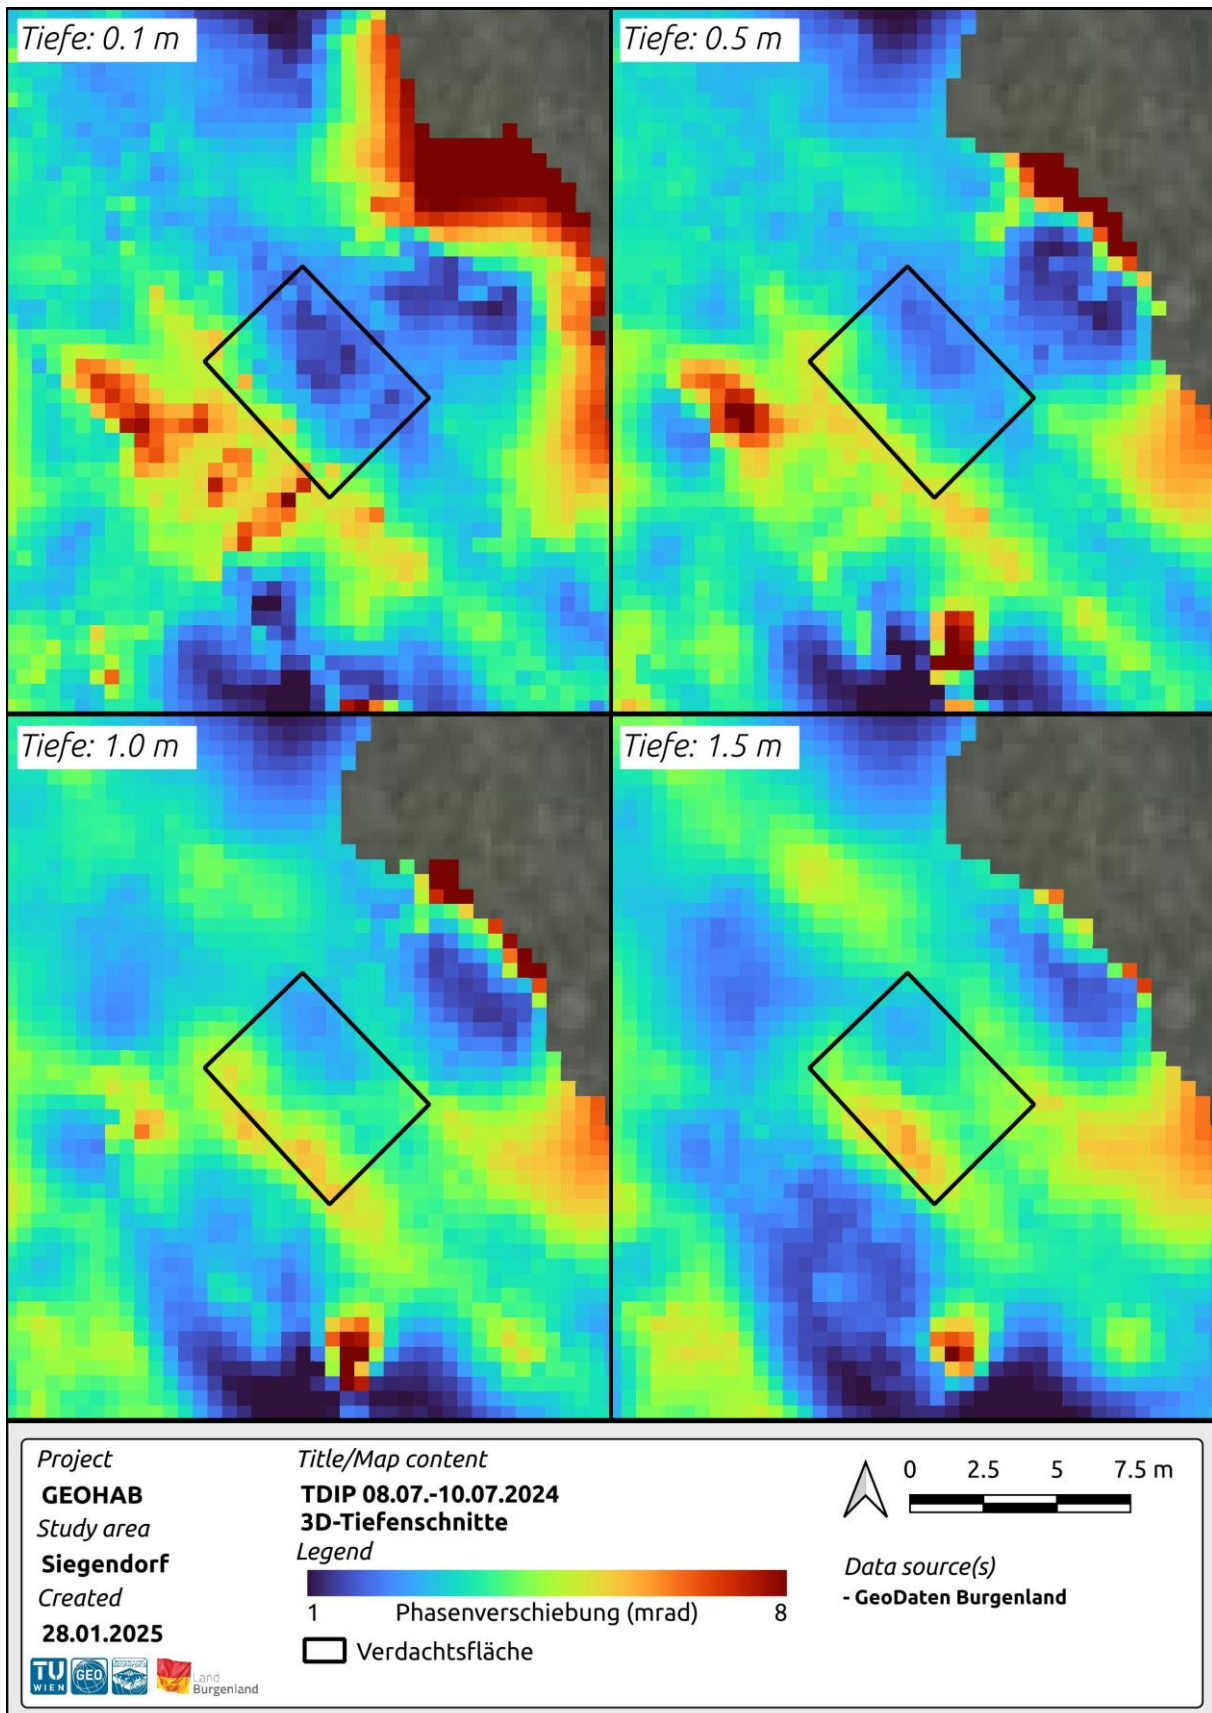 Tiefe: 0.1 m
Tiefe: 0.5 m
Tiefe: 1.0 m
Tiefe: 1.5 m
Project
GEOHAB
Study area
Siegendorf
Created
28.01.2025
TU
WIEN
GEO
Land
Burgenland
Title/Map content
TDIP 08.07.-10.07.2024
3D-Tiefenschnitte
Legend
1 Phasenverschiebung (mrad) 8
Verdachtsfläche
0 2.5 5 7.5 m
Data source(s)
- GeoDaten Burgenland